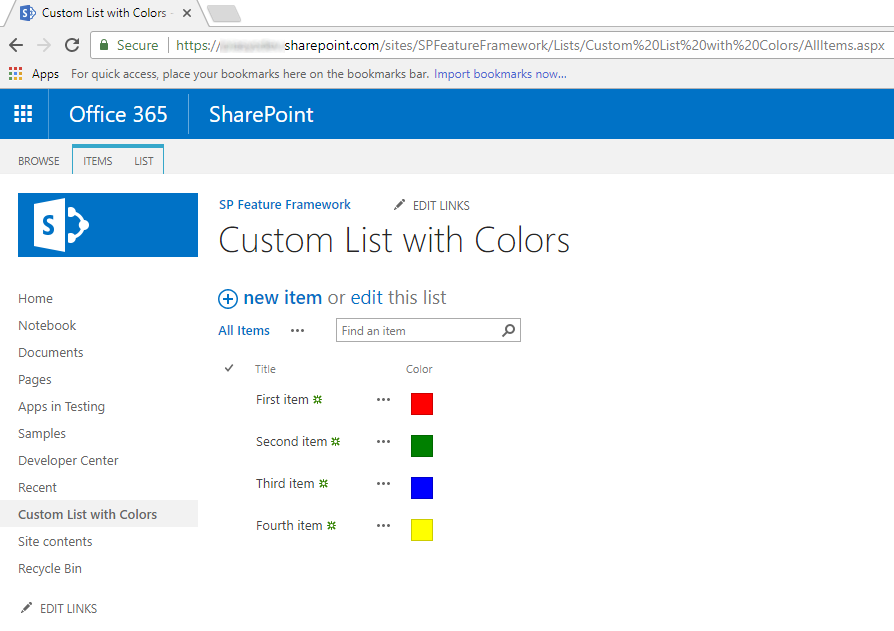 Custom List with Colors -
Secure
https:// sharepoint.com/sites/SPFeatureFramework/Lists/Custom%20List%20with%20Colors/AllItems.aspx
Apps For quick access, place your bookmarks here on the bookmarks bar. Import bookmarks now...
Office 365 SharePoint
BROWSE ITEMS LIST
S
SP Feature Framework EDIT LINKS
Custom List with Colors
new item or edit this list
All Items ••• Find an item
Title Color
First item •••
Second item •••
Third item •••
Fourth item •••
Home
Notebook
Documents
Pages
Apps in Testing
Samples
Developer Center
Recent
Custom List with Colors
Site contents
Recycle Bin
EDIT LINKS